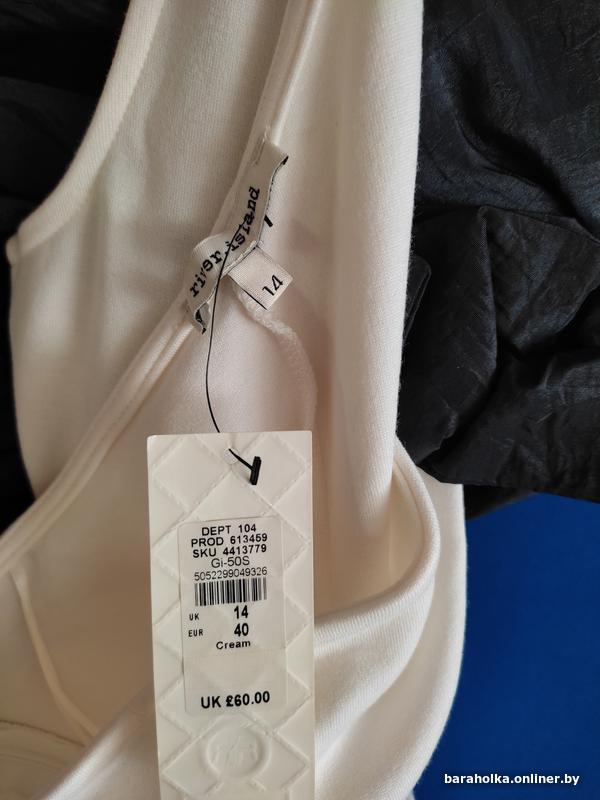 river island
14
DEPT 104
PROD 613459
SKU 4413779
Gi-50S
5052299049326
UK 14
EUR 40
Cream
UK £60.00
baraholka.onliner.by